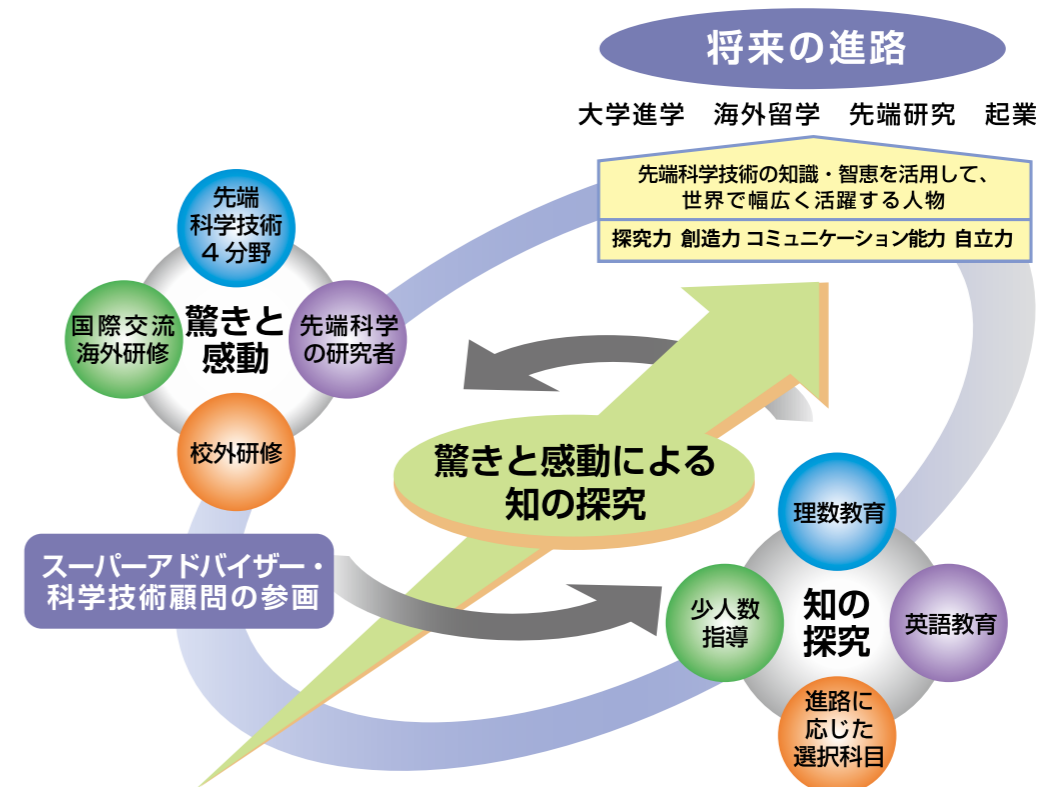 将来の進路
大学進学 海外留学 先端研究 起業
先端科学技術の知識・智恵を活用して、
世界で幅広く活躍する人物
探究力 創造力 コミュニケーション能力 自立力
先端
科学技術
4分野
国際交流
海外研修
驚きと
感動
先端科学
の研究者
校外研修
驚きと感動による
知の探究
スーパーアドバイザー・
科学技術顧問の参画
理数教育
少人数
指導
知の
探究
英語教育
進路に
応じた
選択科目